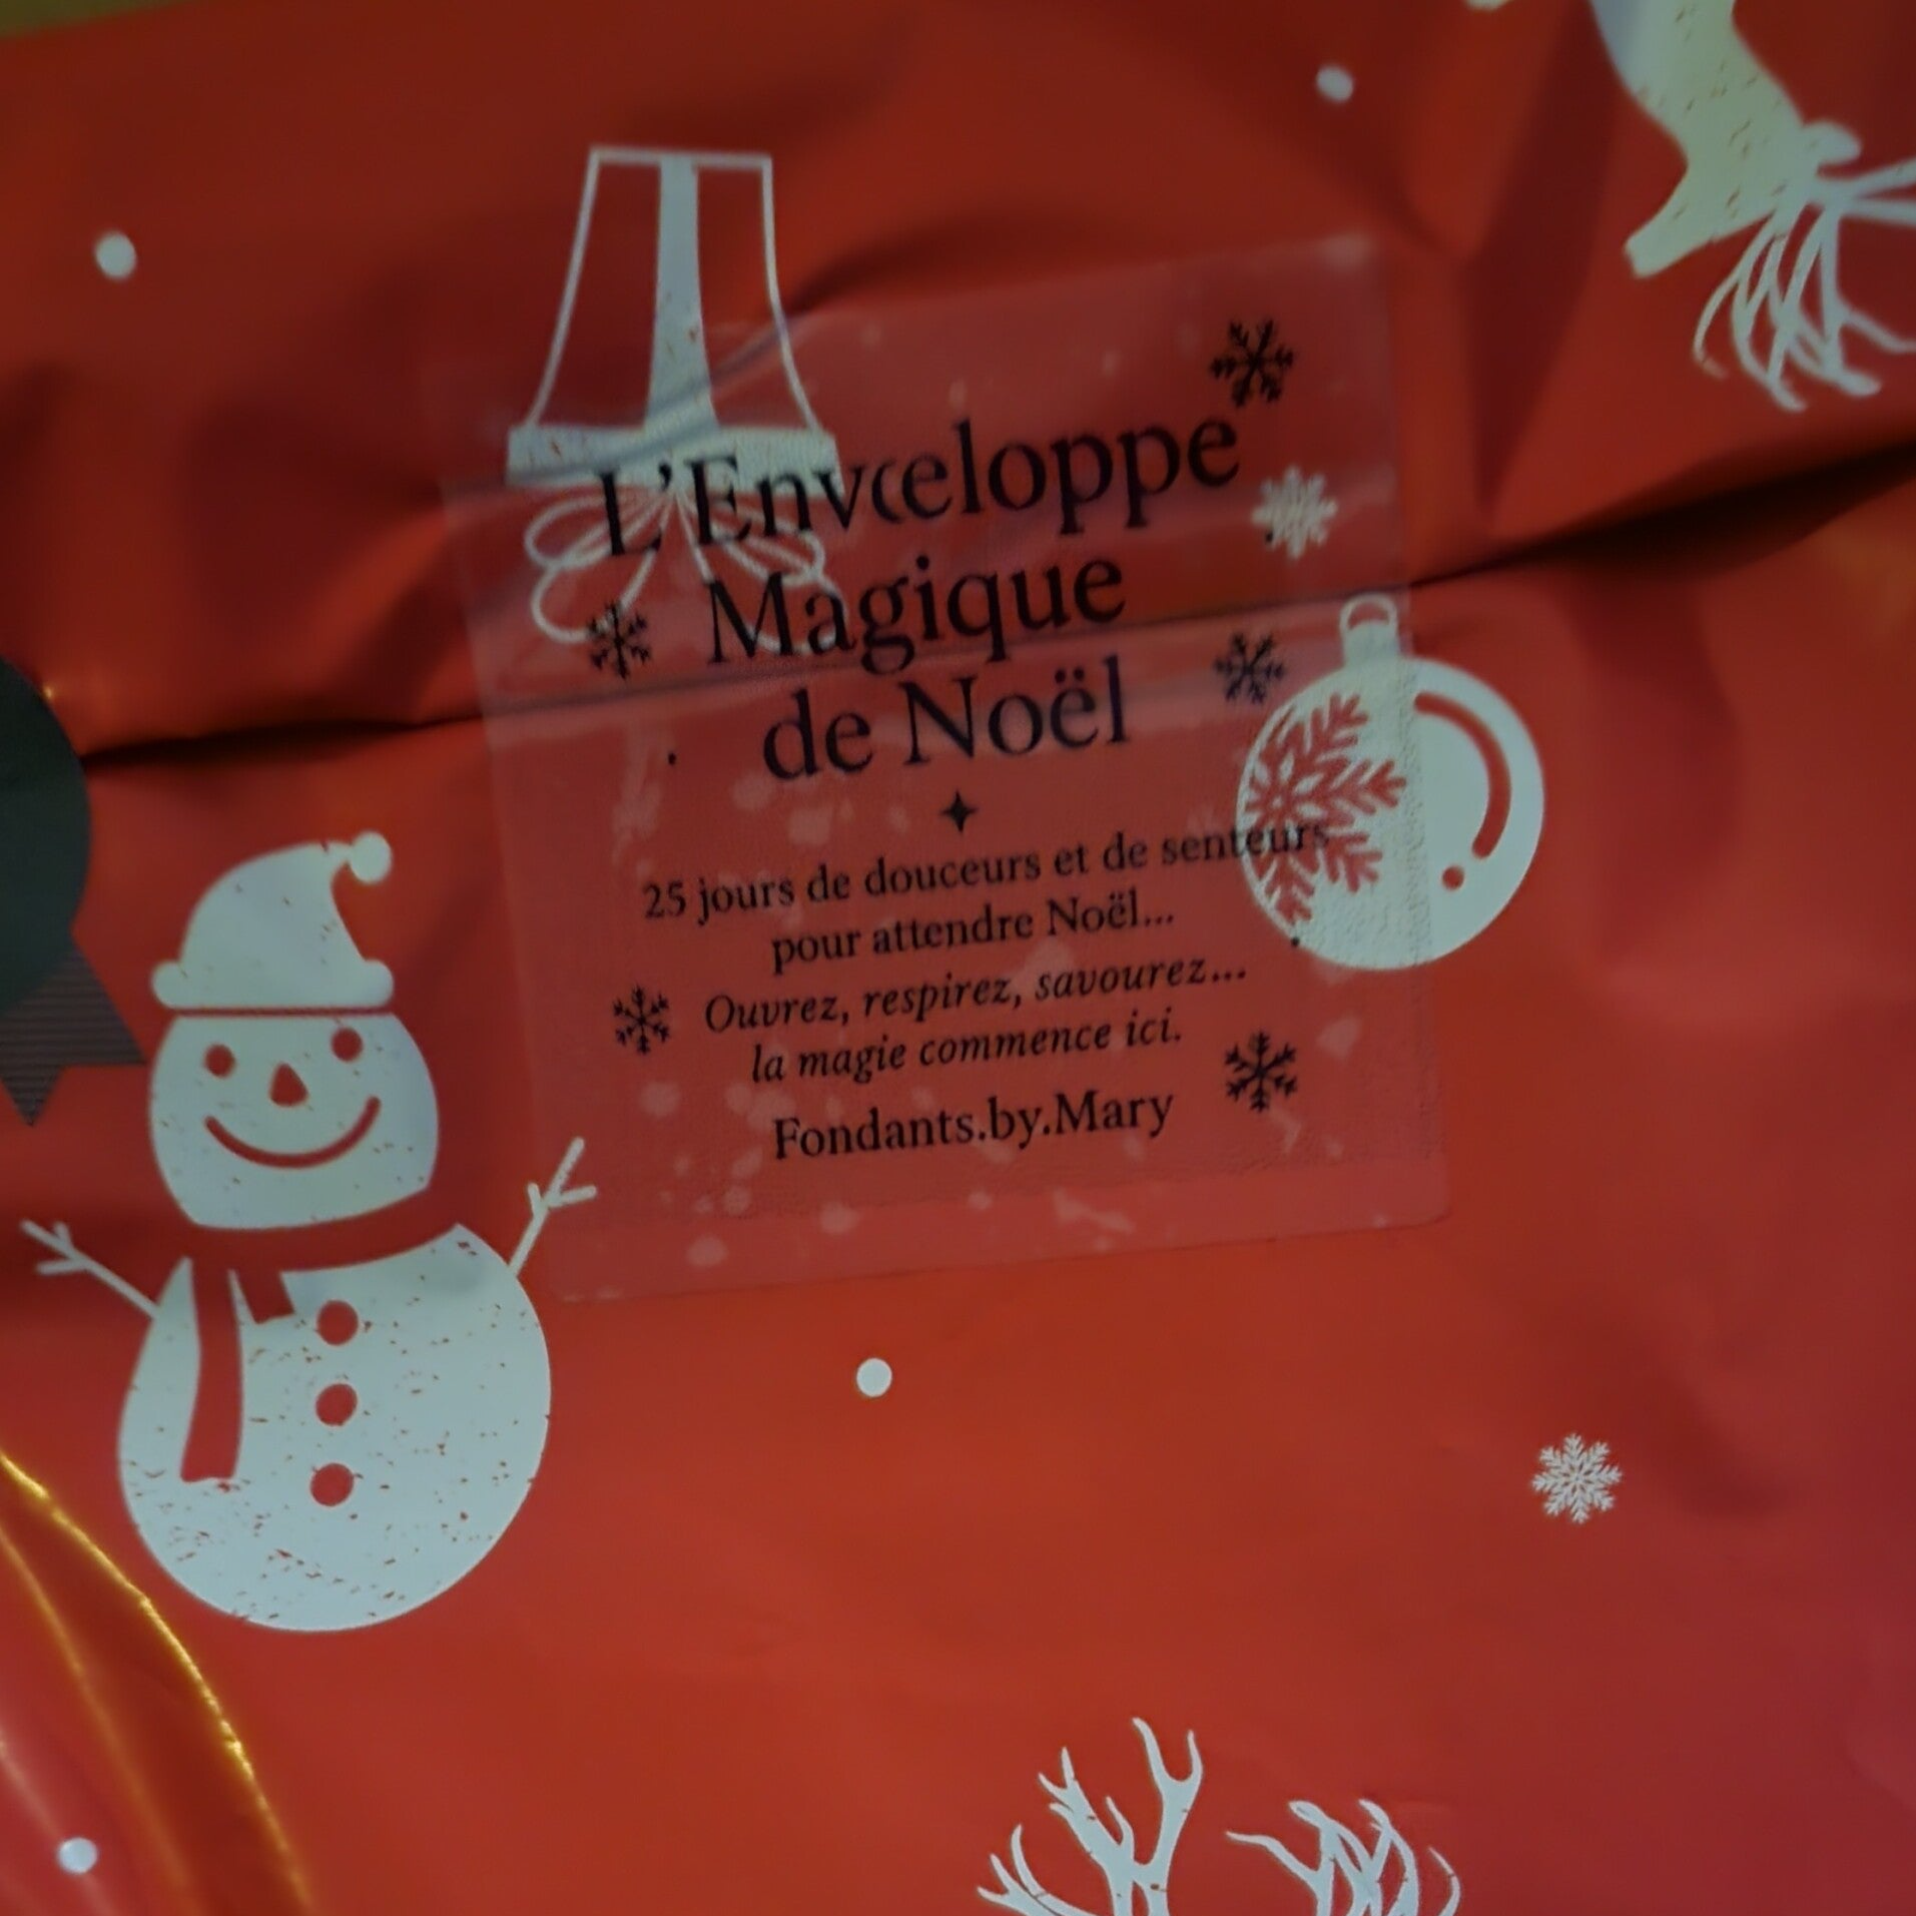 L'Envœloppe
Magique
de Noël
25 jours de douceurs et de senteurs
pour attendre Noël...
Ouvrez, respirez, savourez...
la magie commence ici.
Fondants.by.Mary